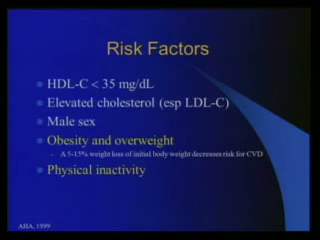 Risk Factors
HDL-C < 35 mg/dL
Elevated cholesterol (esp LDL-C)
Male sex
Obesity and overweight
A 5-15% weight loss of initial body weight decreases risk for CVD
Physical inactivity
AHA, 1999